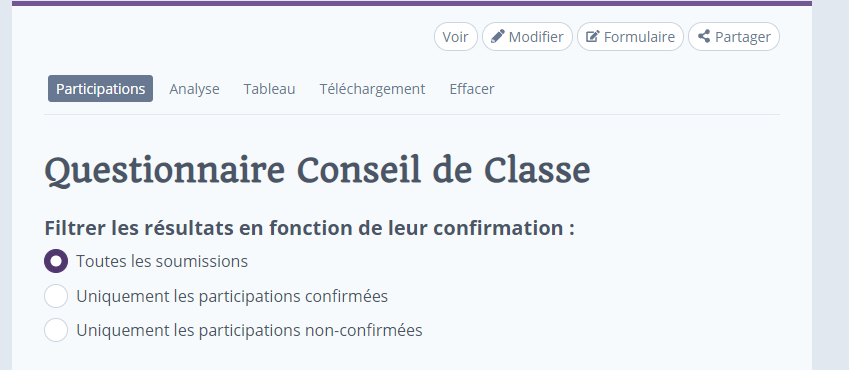 Voir Modifier Formulaire Partager
Participations Analyse Tableau Téléchargement Effacer
Questionnaire Conseil de Classe
Filtrer les résultats en fonction de leur confirmation :
Toutes les soumissions
Uniquement les participations confirmées
Uniquement les participations non-confirmées